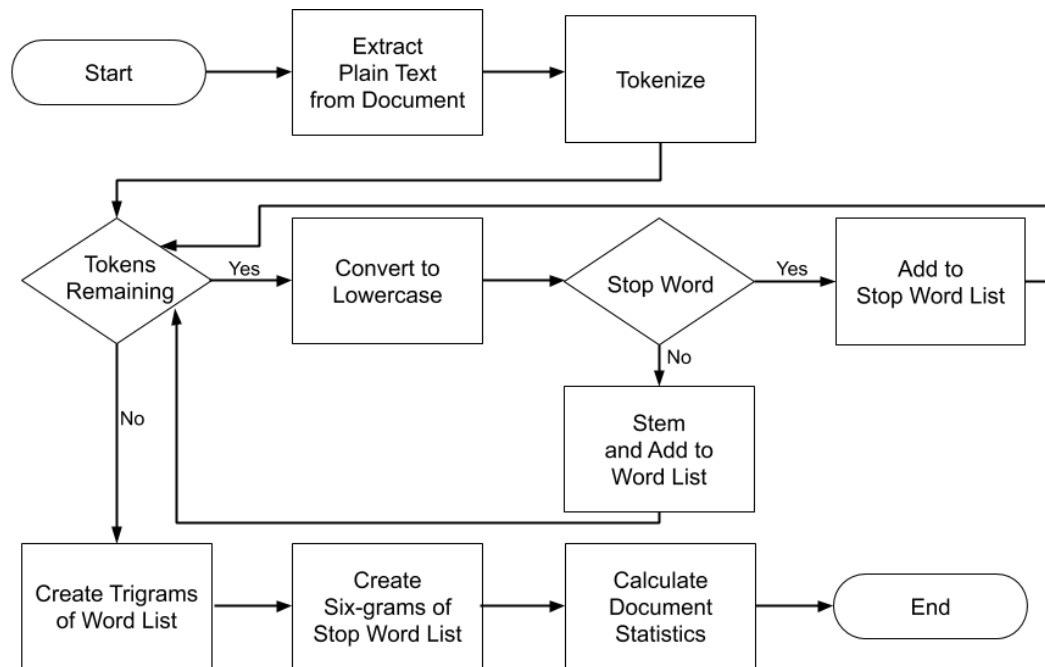 Start
Extract
Plain Text
from Document
Tokenize
Tokens
Remaining
Yes
Convert to
Lowercase
Stop Word
Yes
Add to
Stop Word List
No
No
Stem
and Add to
Word List
Create Trigrams
of Word List
Create
Six-grams of
Stop Word List
Calculate
Document
Statistics
End